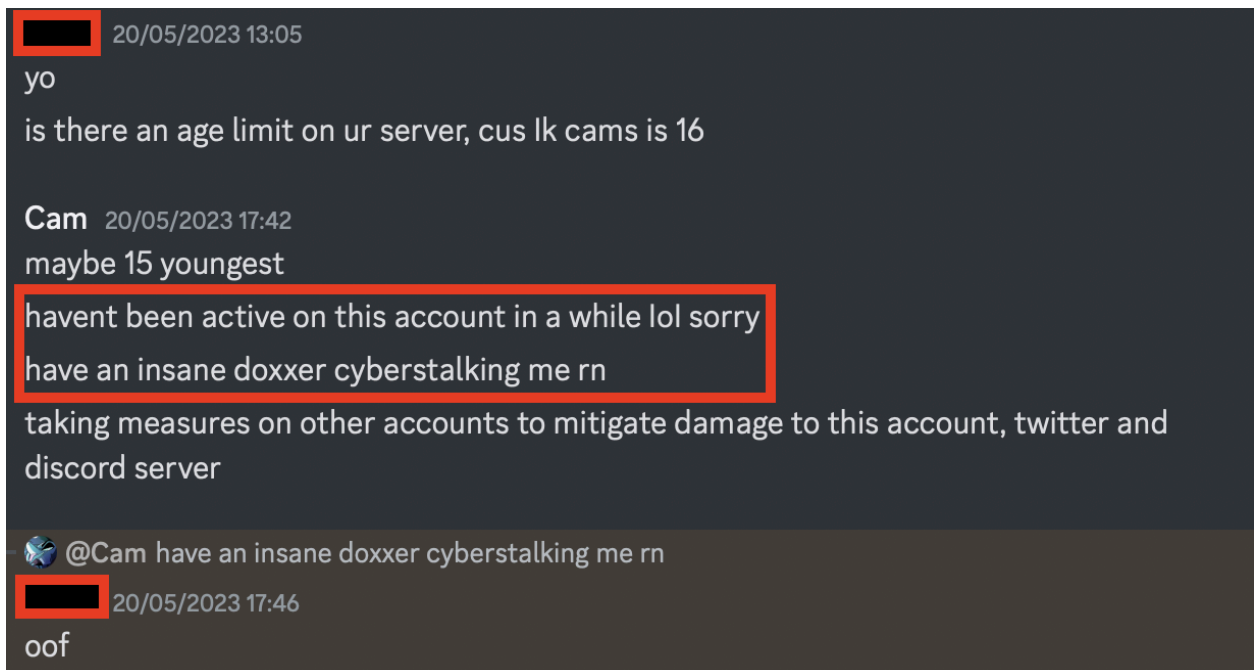 20/05/2023 13:05
yo
is there an age limit on ur server, cus Ik cams is 16
Cam 20/05/2023 17:42
maybe 15 youngest
havent been active on this account in a while lol sorry
have an insane doxxer cyberstalking me rn
taking measures on other accounts to mitigate damage to this account, twitter and
discord server
@Cam have an insane doxxer cyberstalking me rn
20/05/2023 17:46
oof